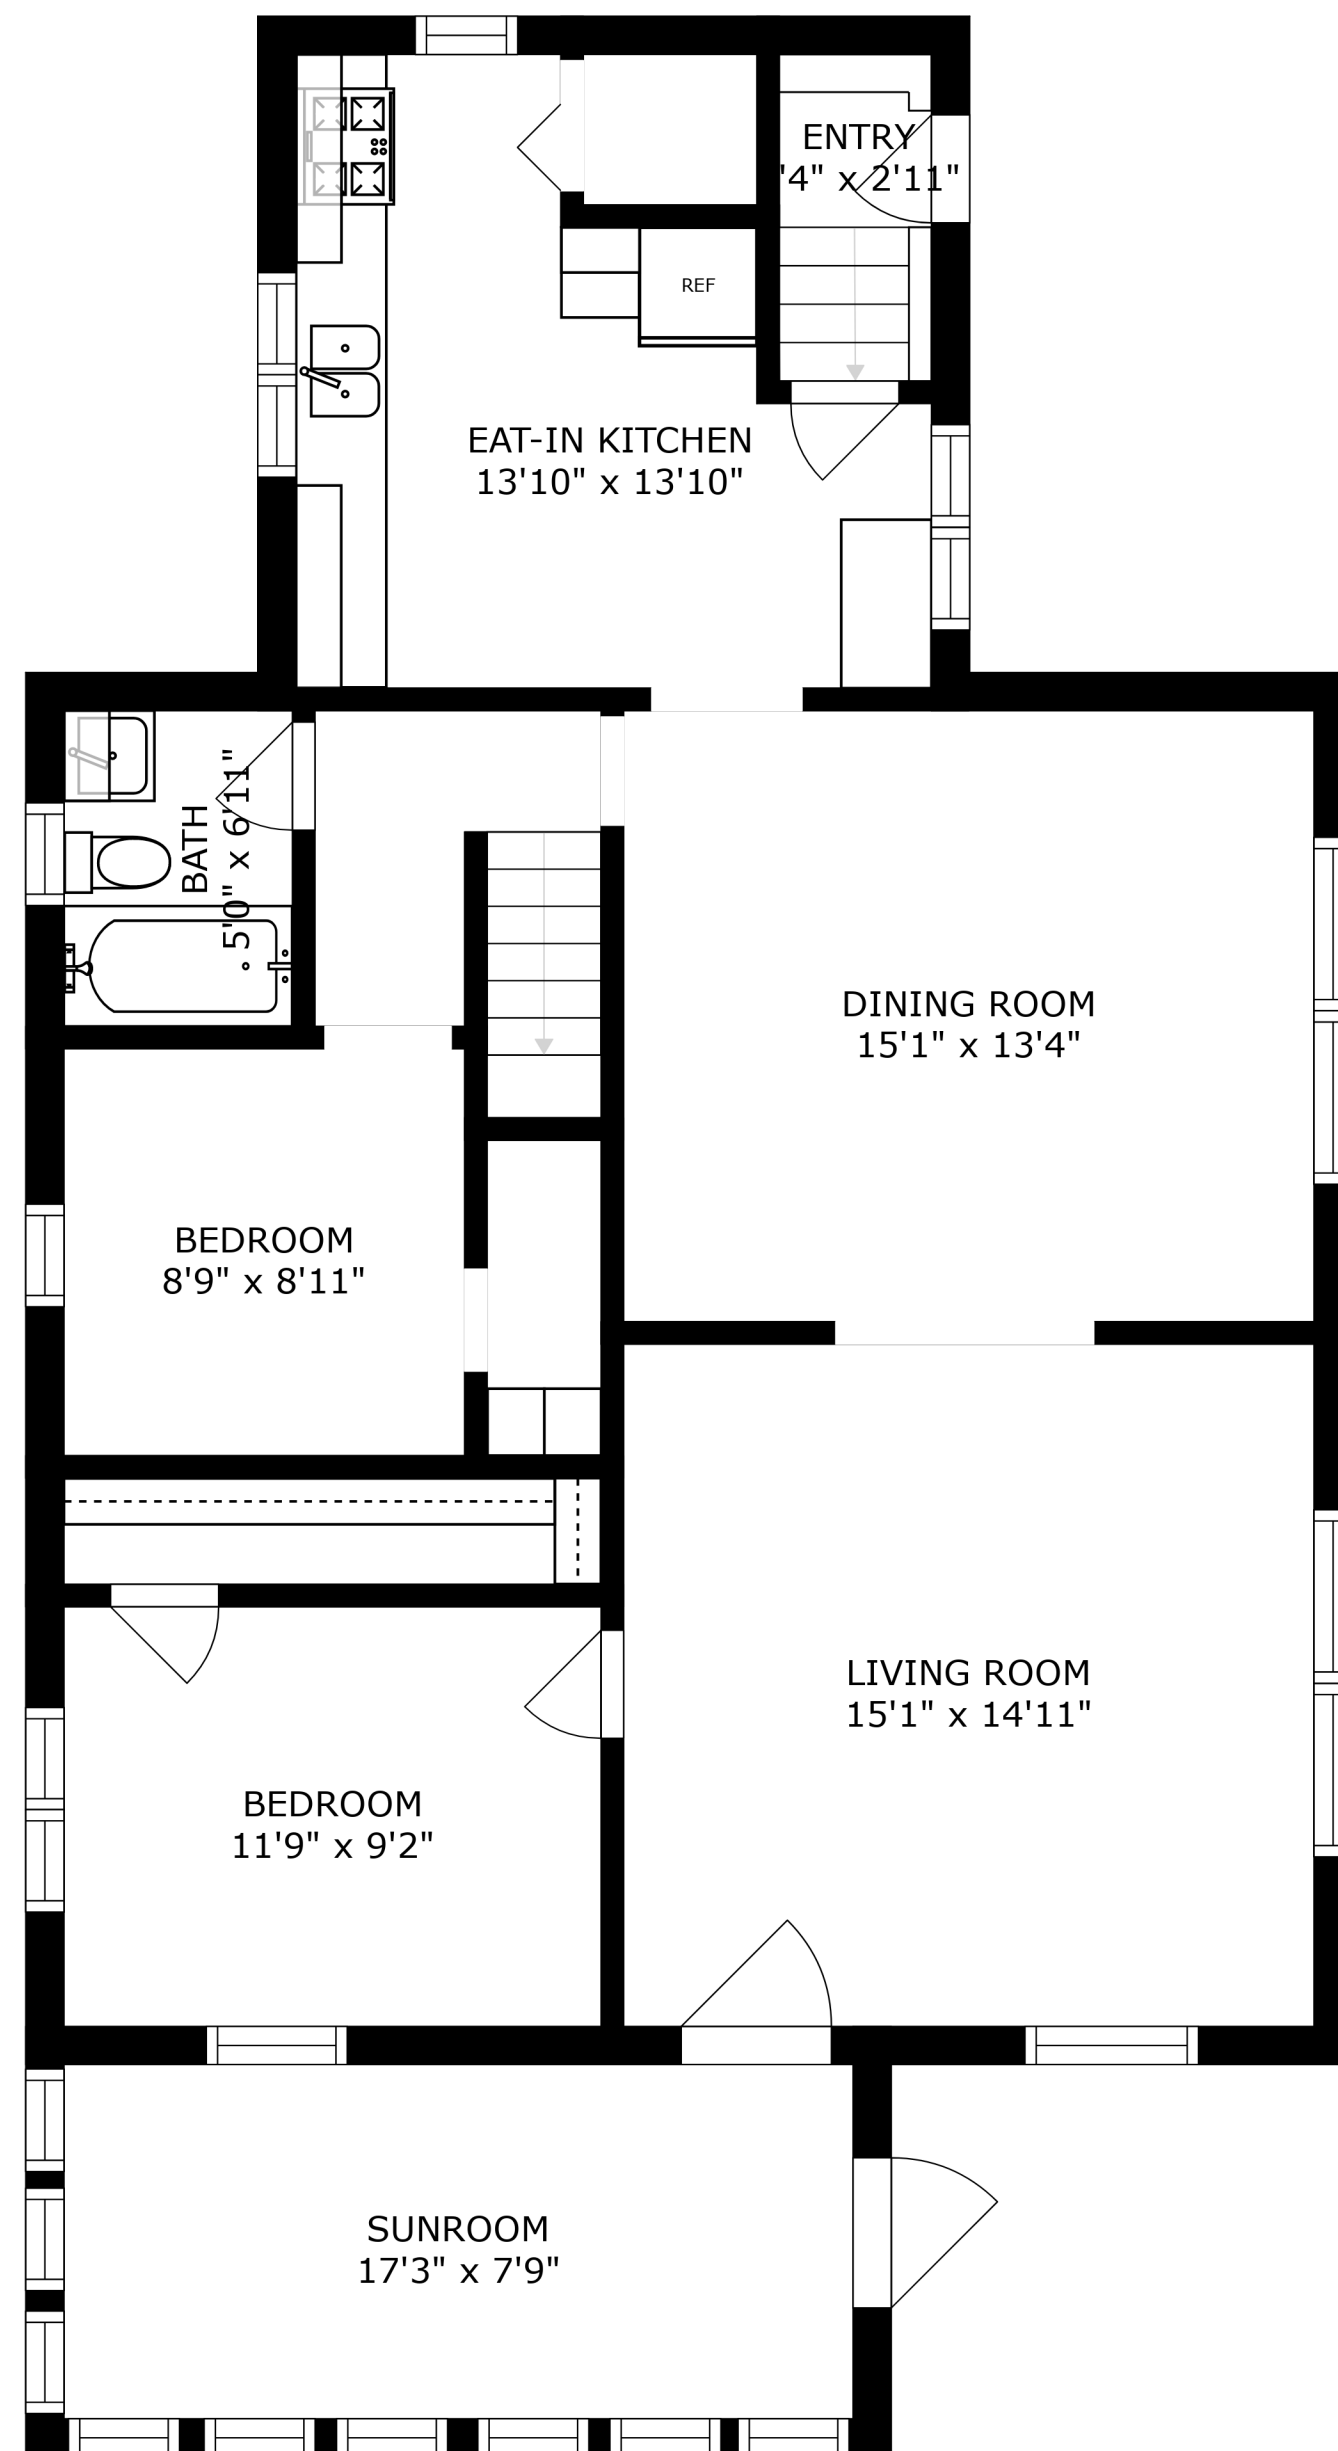 ENTRY
'4" x 2'11"
REF
EAT-IN KITCHEN
13'10" x 13'10"
BATH
5'0" x 6'11"
DINING ROOM
15'1" x 13'4"
BEDROOM
8'9" x 8'11"
LIVING ROOM
15'1" x 14'11"
BEDROOM
11'9" x 9'2"
SUNROOM
17'3" x 7'9"